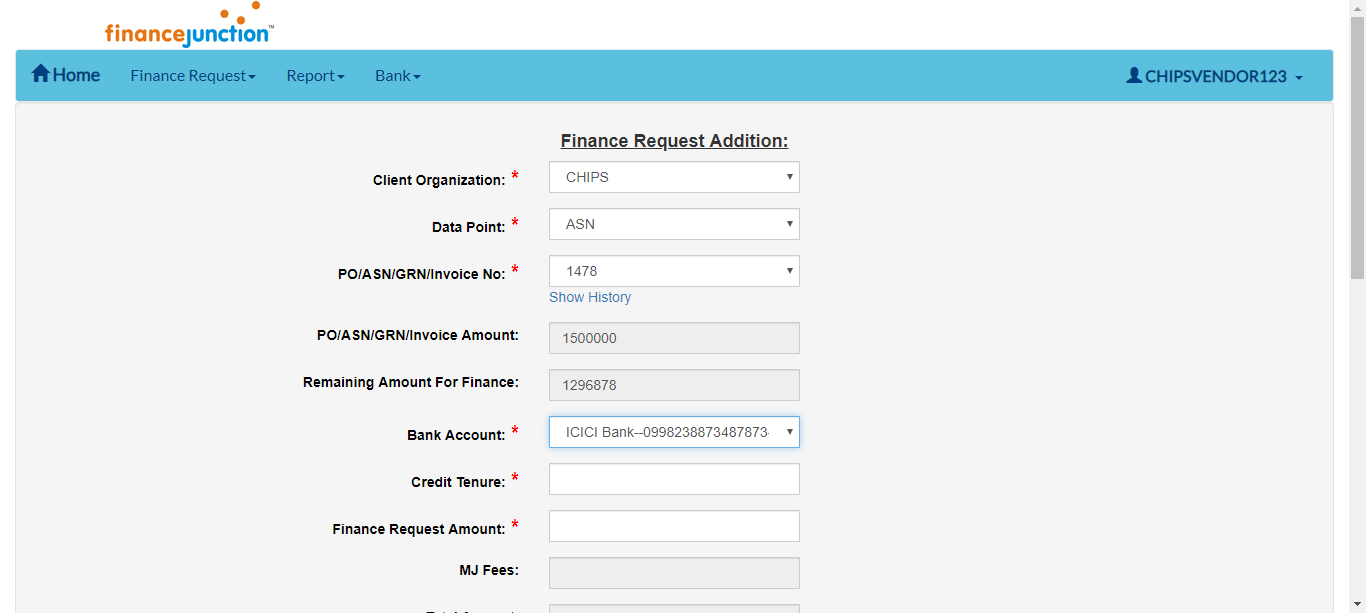 financejunction™
Home Finance Request Report Bank CHIPSVENDOR123
Finance Request Addition:
Client Organization: * CHIPS
Data Point: * ASN
PO/ASN/GRN/Invoice No: * 1478
Show History
PO/ASN/GRN/Invoice Amount: 1500000
Remaining Amount For Finance: 1296878
Bank Account: * ICICI Bank--0998238873487873-
Credit Tenure: *
Finance Request Amount: *
MJ Fees: